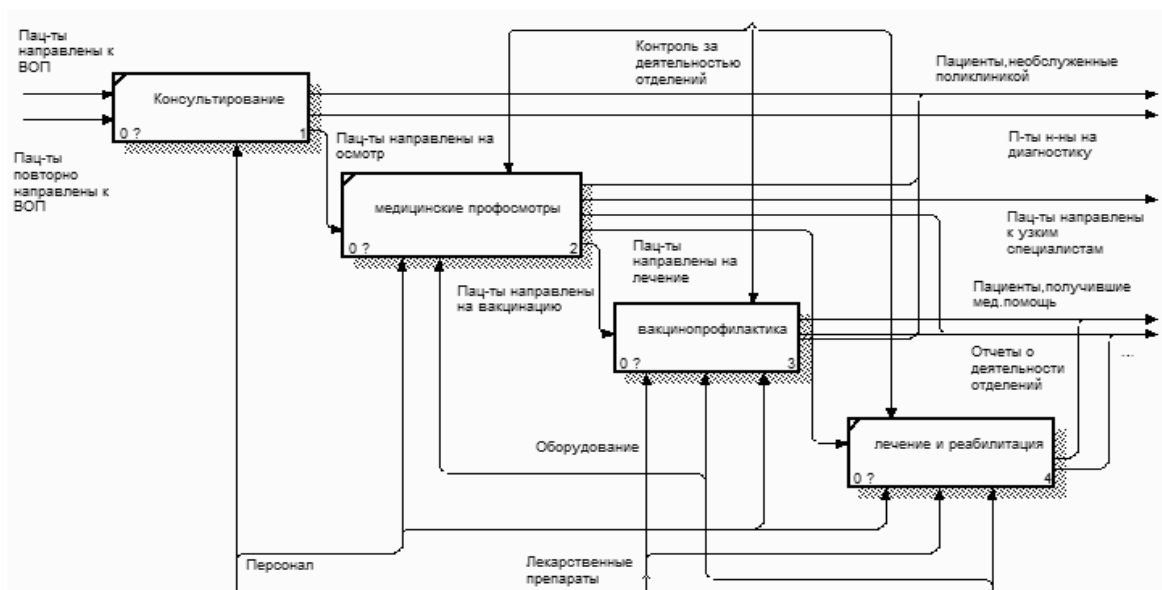 Пац-ты
направлены к
ВОП
Консультирование
0 ?
1
Пац-ты
повторно
направлены к
ВОП
Контроль за
деятельностью
отделений
Пациенты,необслуженные
поликлиникой
П-ты н-ны на
диагностику
Пац-ты направлены на
осмотр
медицинские профосмотры
0 ?
2
Пац-ты направлены
к узким
специалистам
Пац-ты
направлены на
лечение
Пац-ты направлены
на вакцинацию
Пациенты,получившие
мед.помощь
вакцинопрофилактика
0 ?
3
Отчеты о
деятельности
отделений
...
лечение и реабилитация
0 ?
4
Оборудование
Персонал
Лекарственные
препараты